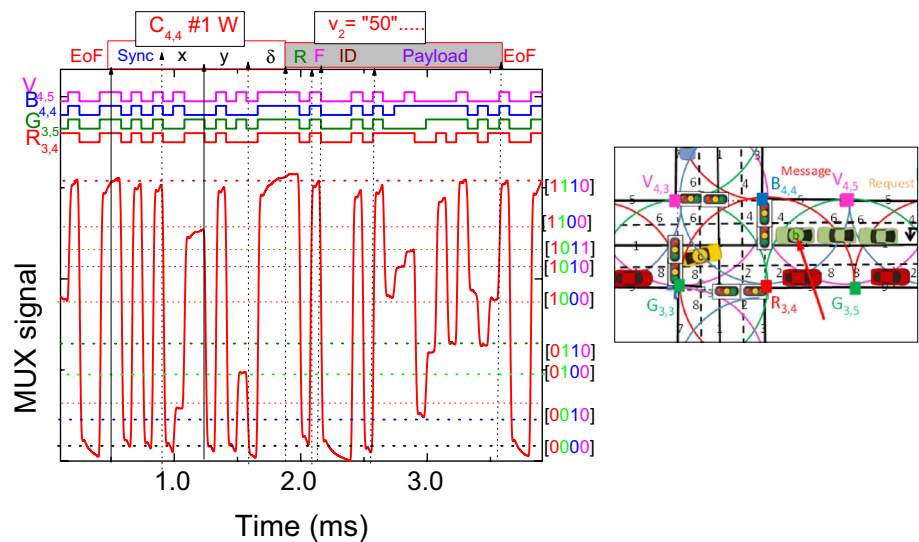 C4,4 #1 W
v2= "50".....
EoF Sync x y δ R F ID Payload EoF
V4,5
B4,4
G3,5
R3,4
[1110]
[1100]
[1011]
[1010]
[1000]
[0110]
[0100]
[0010]
[0000]
MUX signal
1.0 2.0 3.0
Time (ms)
Message
Request
V4,3
B4,4
V4,5
G3,3
R3,4
G3,5